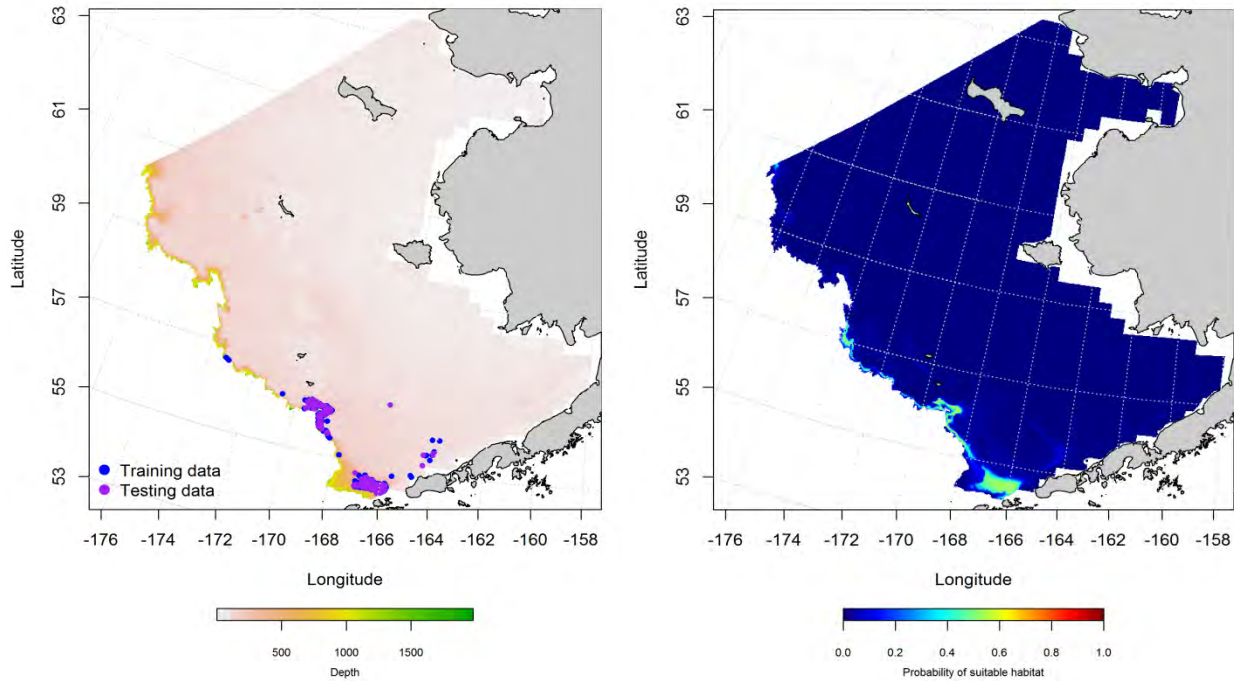 63
61
59
57
55
53
Latitude
Training data
Testing data
-176 -174 -172 -170 -168 -166 -164 -162 -160 -158
Longitude
500 1000 1500
Depth
63
61
59
57
55
53
Latitude
-176 -174 -172 -170 -168 -166 -164 -162 -160 -158
Longitude
0.0 0.2 0.4 0.6 0.8 1.0
Probability of suitable habitat